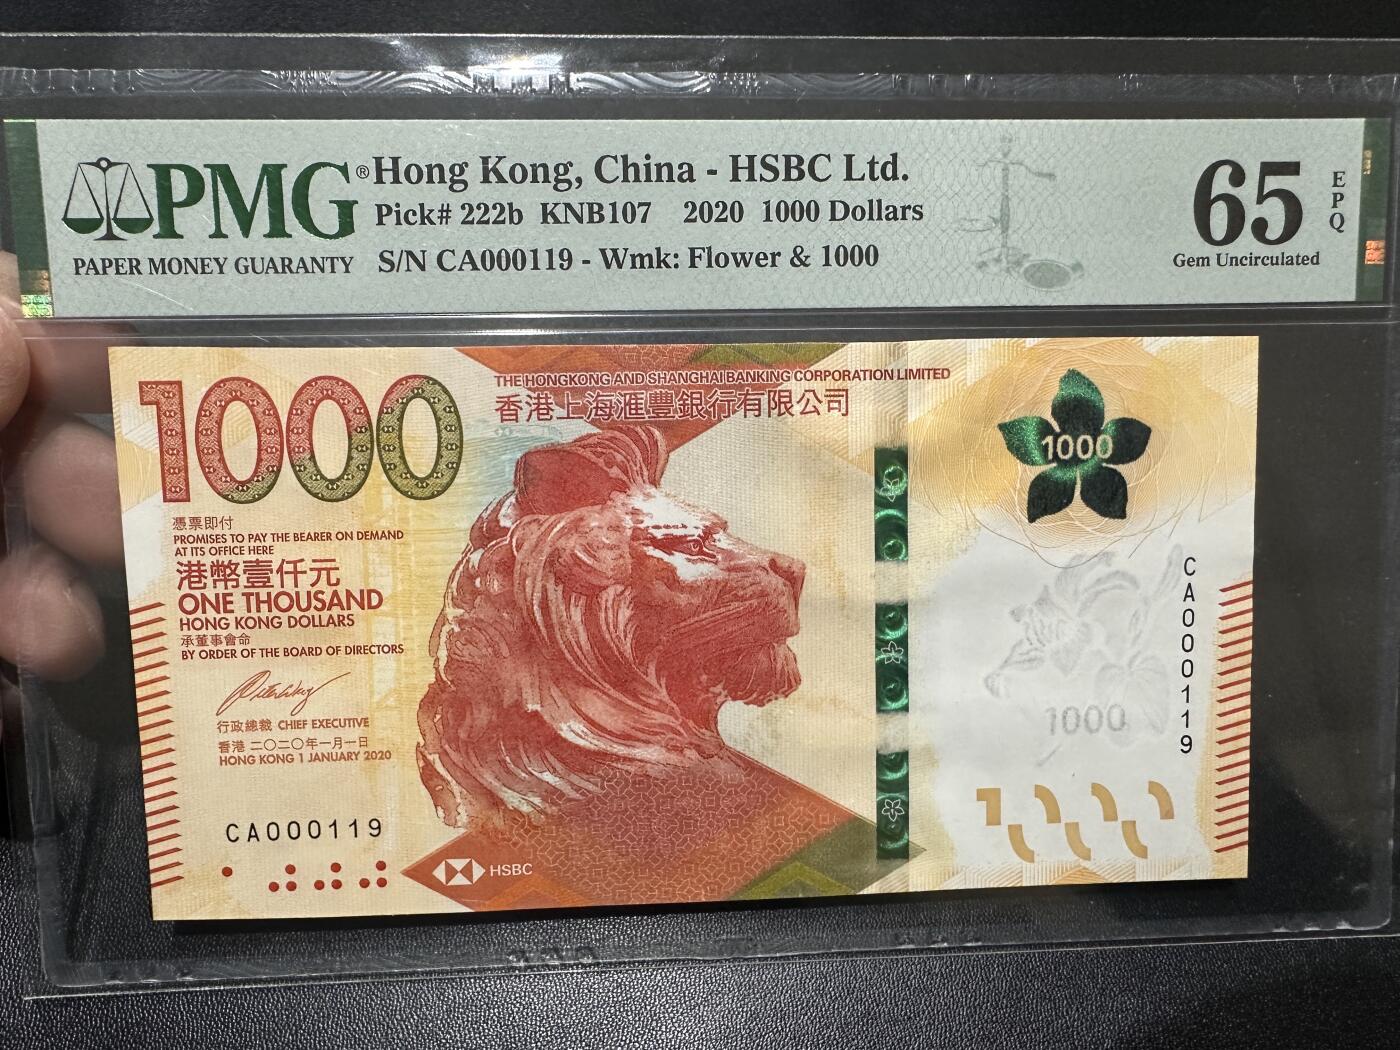 PMG®
PAPER MONEY GUARANTY
Hong Kong, China - HSBC Ltd.
Pick# 222b KNB107 2020 1000 Dollars
S/N CA000119 - Wmk: Flower & 1000
65
EPQ
Gem Uncirculated
1000
THE HONGKONG AND SHANGHAI BANKING CORPORATION LIMITED
香港上海滙豐銀行有限公司
1000
憑票即付
PROMISES TO PAY THE BEARER ON DEMAND
AT ITS OFFICE HERE
港幣壹仟元
ONE THOUSAND
HONG KONG DOLLARS
承董事會命
BY ORDER OF THE BOARD OF DIRECTORS
行政總裁 CHIEF EXECUTIVE
香港 二〇二〇年一月一日
HONG KONG 1 JANUARY 2020
CA000119
HSBC
CA000119
1000